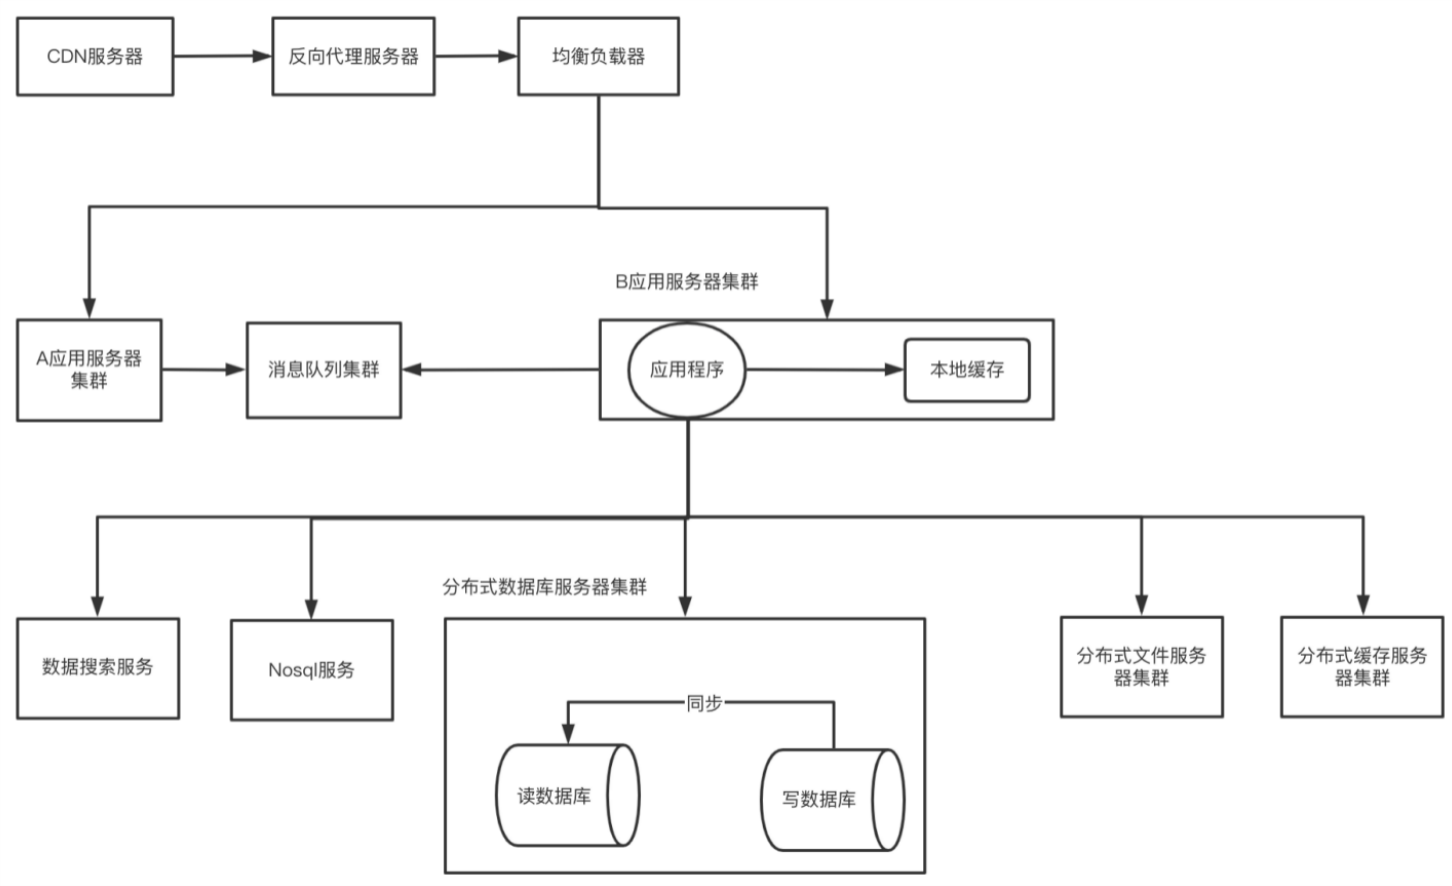 CDN服务器
反向代理服务器
均衡负载器
B应用服务器集群
A应用服务器
集群
消息队列集群
应用程序
本地缓存
分布式数据库服务器集群
数据搜索服务
Nosql服务
分布式文件服务
器集群
分布式缓存服务
器集群
同步
读数据库
写数据库